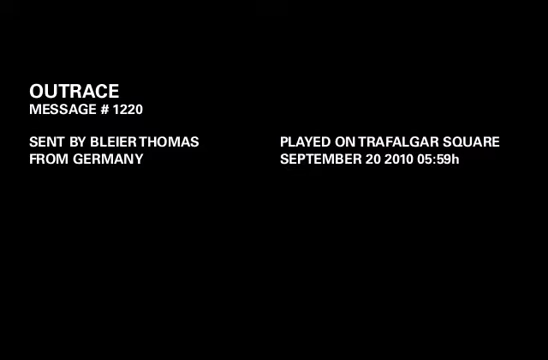 OUTRACE
MESSAGE # 1220
SENT BY BLEIER THOMAS
FROM GERMANY
PLAYED ON TRAFALGAR SQUARE
SEPTEMBER 20 2010 05:59h